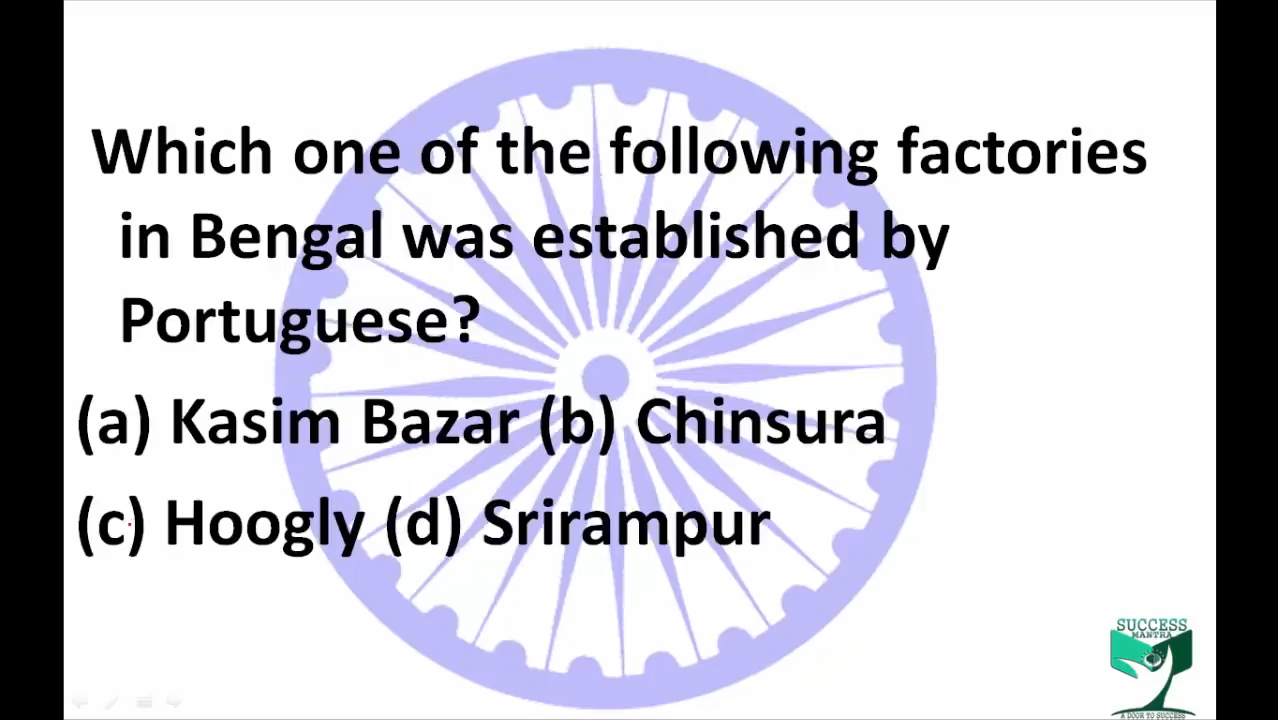 Which one of the following factories
in Bengal was established by
Portuguese?
(a) Kasim Bazar (b) Chinsura
(c) Hoogly (d) Srirampur
SUCCESS
MANTRA
A DOOR TO SUCCESS